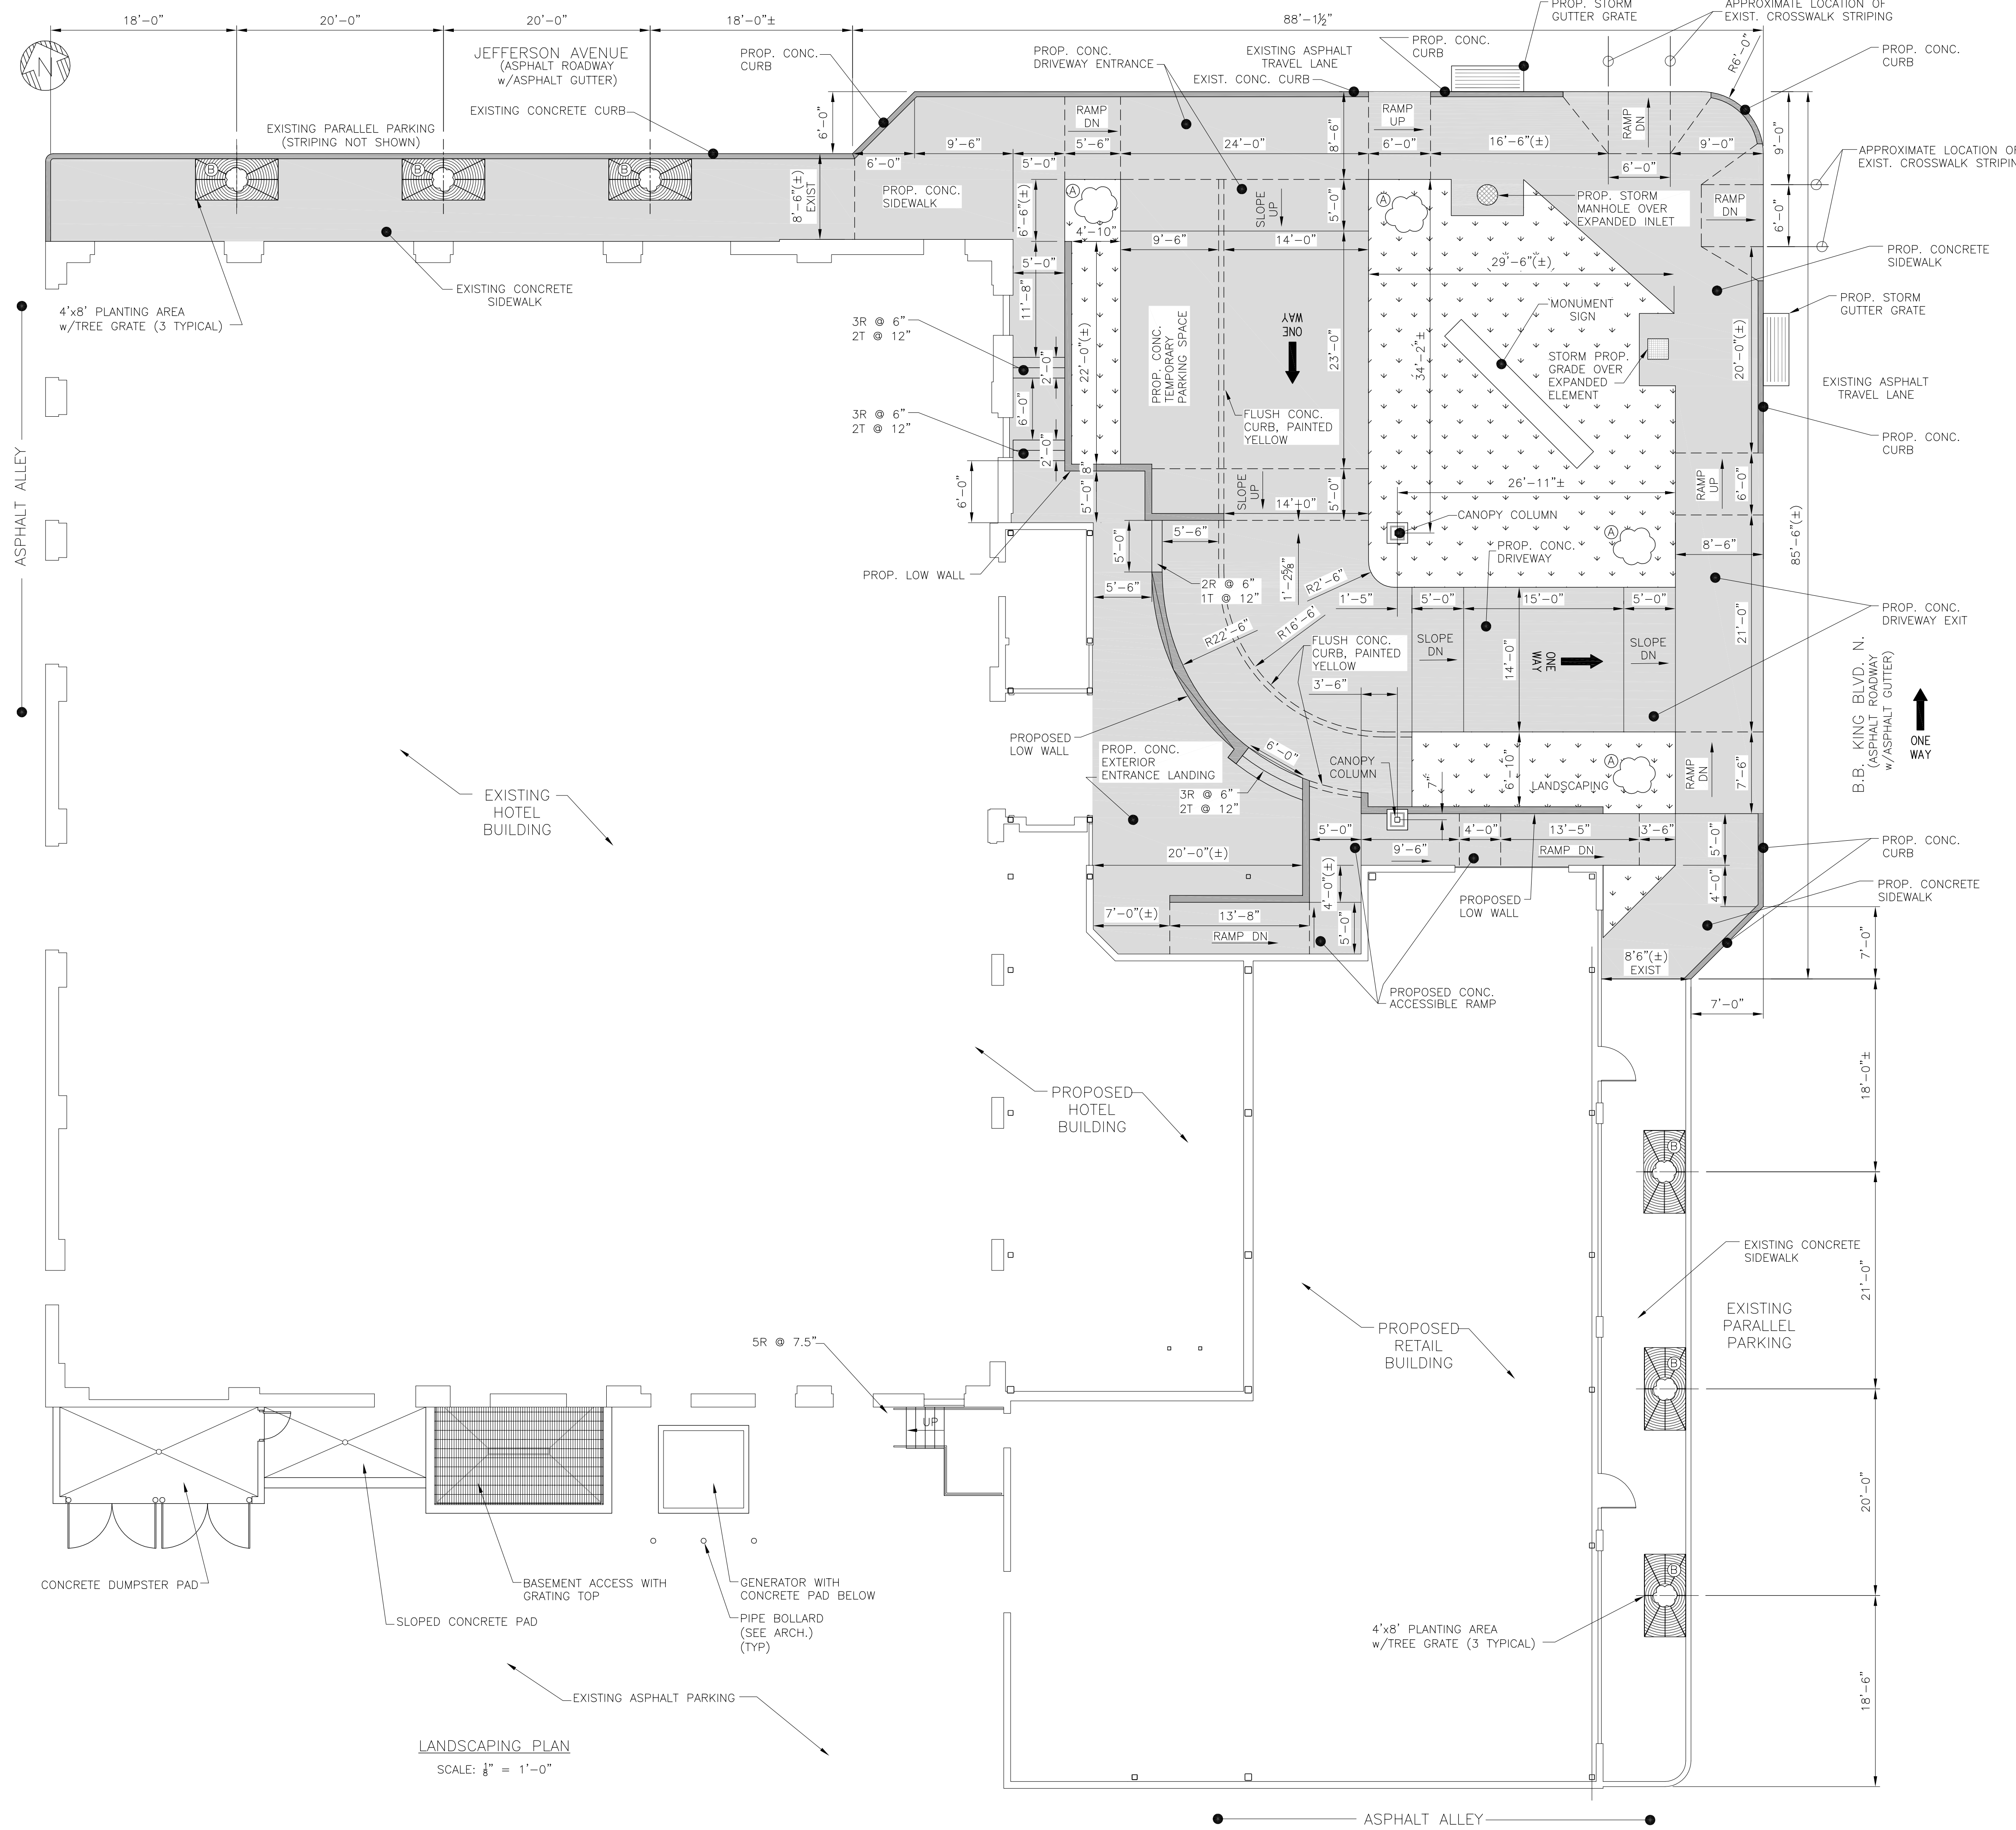 18'-0"
20'-0"
20'-0"
18'-0"±
88'-1½"
N
JEFFERSON AVENUE
(ASPHALT ROADWAY
w/ASPHALT GUTTER)
PROP. CONC.
CURB
PROP. CONC.
DRIVEWAY ENTRANCE
EXISTING ASPHALT
TRAVEL LANE
EXIST. CONC. CURB
PROP. CONC.
CURB
PROP. STORM
GUTTER GRATE
APPROXIMATE LOCATION OF
EXIST. CROSSWALK STRIPING
R6'-0"
PROP. CONC.
CURB
EXISTING CONCRETE CURB
EXISTING PARALLEL PARKING
(STRIPING NOT SHOWN)
6'-0"
RAMP
DN
RAMP
UP
RAMP
DN
9'-0"
8'-6"
6'-0"
9'-6"
5'-0"
5'-6"
24'-0"
6'-0"
16'-6"(±)
9'-0"
6'-0"
APPROXIMATE LOCATION OF
B
B
B
8'-6"(±)
EXIST
PROP. CONC.
SIDEWALK
A
A
6'-6"(±)
4'-10"
SLOPE
UP
5'-0"
PROP. STORM
MANHOLE OVER
EXPANDED INLET
RAMP
DN
6'-0"
9'-6"
14'-0"
5'-0"
29'-6"(±)
PROP. CONCRETE
SIDEWALK
EXISTING CONCRETE
SIDEWALK
4'x8' PLANTING AREA
w/TREE GRATE (3 TYPICAL)
11'-8"
3R @ 6"
2T @ 12"
2'-0"
22'-0"(±)
PROP. CONC.
TEMPORARY
PARKING SPACE
ONE
WAY
23'-0"
34'-2"±
MONUMENT
SIGN
STORM PROP.
GRADE OVER
EXPANDED
ELEMENT
20'-0"(±)
PROP. STORM
GUTTER GRATE
EXISTING ASPHALT
TRAVEL LANE
3R @ 6"
2T @ 12"
6'-0"
2'-0"
FLUSH CONC.
CURB, PAINTED
YELLOW
PROP. CONC.
CURB
ASPHALT ALLEY
6'-0"
8"
5'-0"
SLOPE
UP
14'+0"
5'-0"
26'-11"±
RAMP
UP
6'-0"
85'-6"(±)
CANOPY COLUMN
A
5'-0"
5'-6"
PROP. CONC.
DRIVEWAY
8'-6"
PROP. LOW WALL
5'-6"
2R @ 6"
1T @ 12"
1'-2⅝"
R2'-6"
1'-5"
5'-0"
15'-0"
5'-0"
R22'-6"
R16'-6'
21'-0"
PROP. CONC.
DRIVEWAY EXIT
FLUSH CONC.
CURB, PAINTED
YELLOW
SLOPE
DN
14'-0"
ONE
WAY
SLOPE
DN
3'-6"
B.B. KING BLVD. N.
(ASPHALT ROADWAY
w/ASPHALT GUTTER)
ONE
WAY
PROPOSED
LOW WALL
PROP. CONC.
EXTERIOR
ENTRANCE LANDING
6'-0"
CANOPY
COLUMN
7"
6'-10"
A
LANDSCAPING
RAMP
DN
7'-6"
EXISTING
HOTEL
BUILDING
3R @ 6"
2T @ 12"
5'-0"
4'-0"
13'-5"
3'-6"
9'-6"
RAMP DN
5'-0"
PROP. CONC.
CURB
20'-0"(±)
4'-0"(±)
PROPOSED
LOW WALL
4'-0"
PROP. CONCRETE
SIDEWALK
7'-0"(±)
13'-8"
RAMP DN
5'-0"
8'6"(±)
EXIST
7'-0"
PROPOSED CONC.
ACCESSIBLE RAMP
7'-0"
PROPOSED
HOTEL
BUILDING
18'-0"±
B
21'-0"
EXISTING CONCRETE
SIDEWALK
EXISTING
PARALLEL
PARKING
PROPOSED
RETAIL
BUILDING
5R @ 7.5"
B
UP
20'-0"
B
CONCRETE DUMPSTER PAD
SLOPED CONCRETE PAD
BASEMENT ACCESS WITH
GRATING TOP
GENERATOR WITH
CONCRETE PAD BELOW
PIPE BOLLARD
(SEE ARCH.)
(TYP)
4'x8' PLANTING AREA
w/TREE GRATE (3 TYPICAL)
18'-6"
EXISTING ASPHALT PARKING
LANDSCAPING PLAN
SCALE: ⅛" = 1'-0"
ASPHALT ALLEY